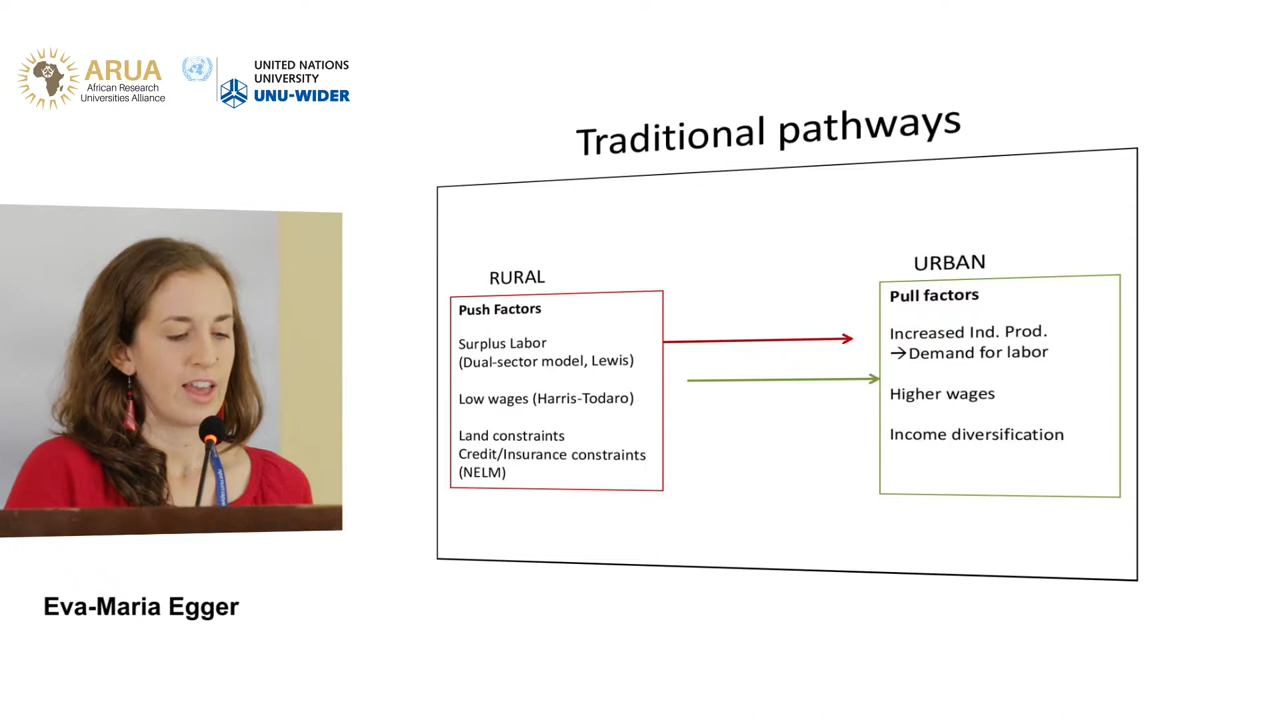 ARUA
African Research
Universities Alliance
UNITED NATIONS
UNIVERSITY
UNU-WIDER
Traditional pathways
RURAL
Push Factors
Surplus Labor
(Dual-sector model, Lewis)
Low wages (Harris-Todaro)
Land constraints
Credit/Insurance constraints
(NELM)
URBAN
Pull factors
Increased Ind. Prod.
→Demand for labor
Higher wages
Income diversification
Eva-Maria Egger